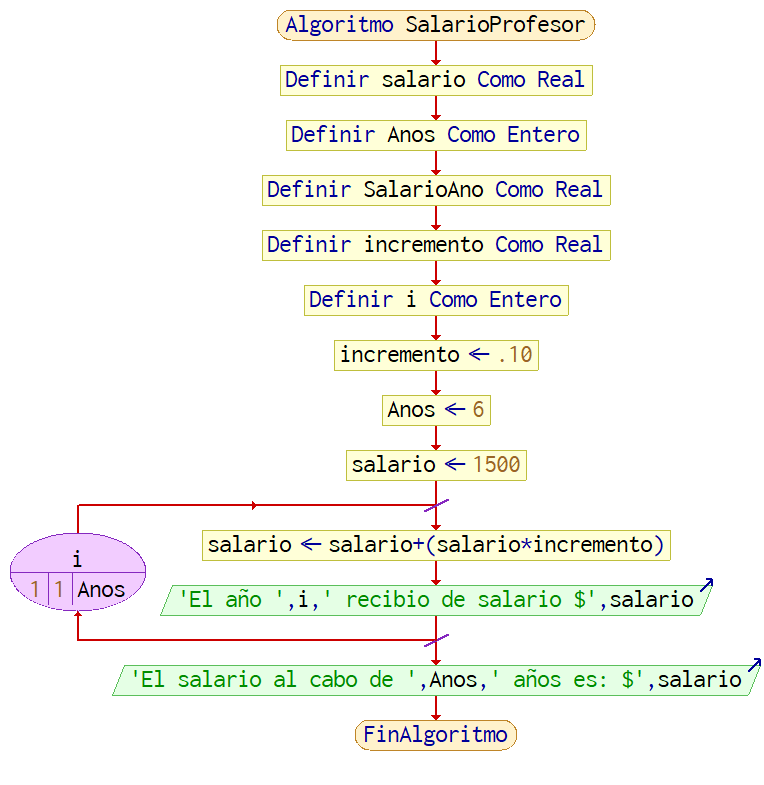 Algoritmo SalarioProfesor
Definir salario Como Real
Definir Anos Como Entero
Definir SalarioAno Como Real
Definir incremento Como Real
Definir i Como Entero
incremento ← .10
Anos ← 6
salario ← 1500
i
1 1 Anos
salario ← salario+(salario*incremento)
'El año ',i,' recibio de salario $',salario
'El salario al cabo de ',Anos,' años es: $',salario
FinAlgoritmo